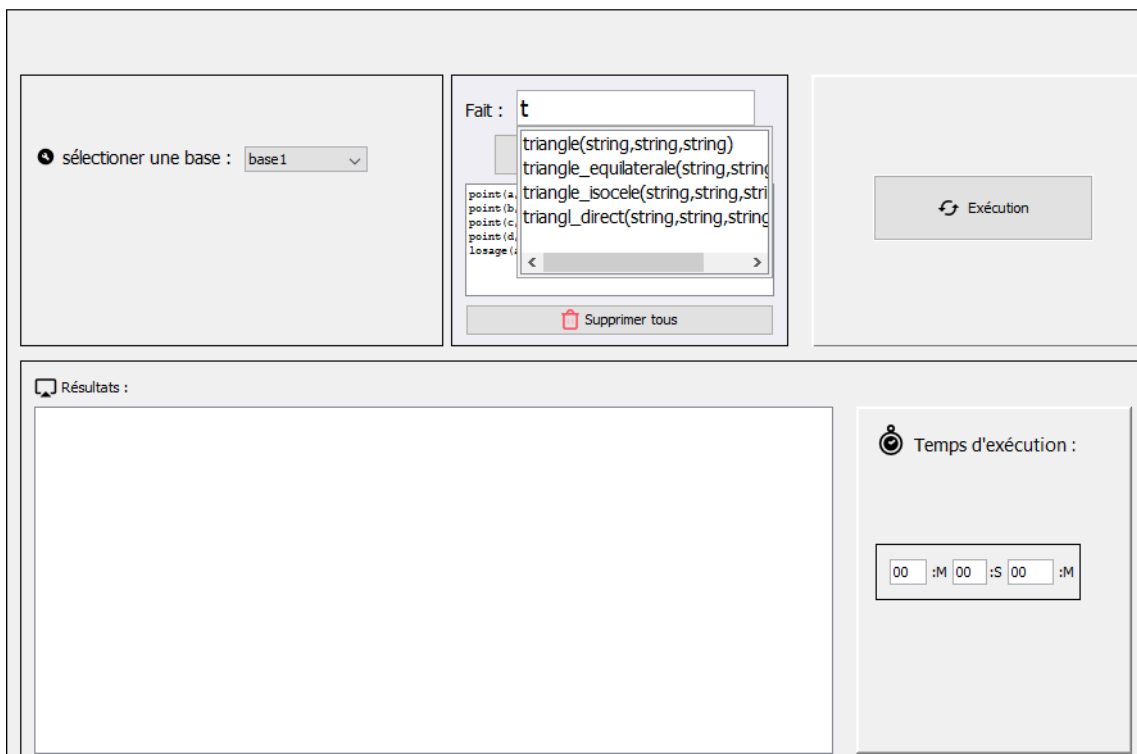 Fait :
t
sélectioner une base :
base1
triangle(string,string,string)
triangle_equilaterale(string,string
triangle_isocele(string,string,stri
triangl_direct(string,string,string
point(a,
point(b,
point(c,
point(d,
losage(a
Exécution
Supprimer tous
Résultats :
Temps d'exécution :
00 :M 00 :S 00 :M